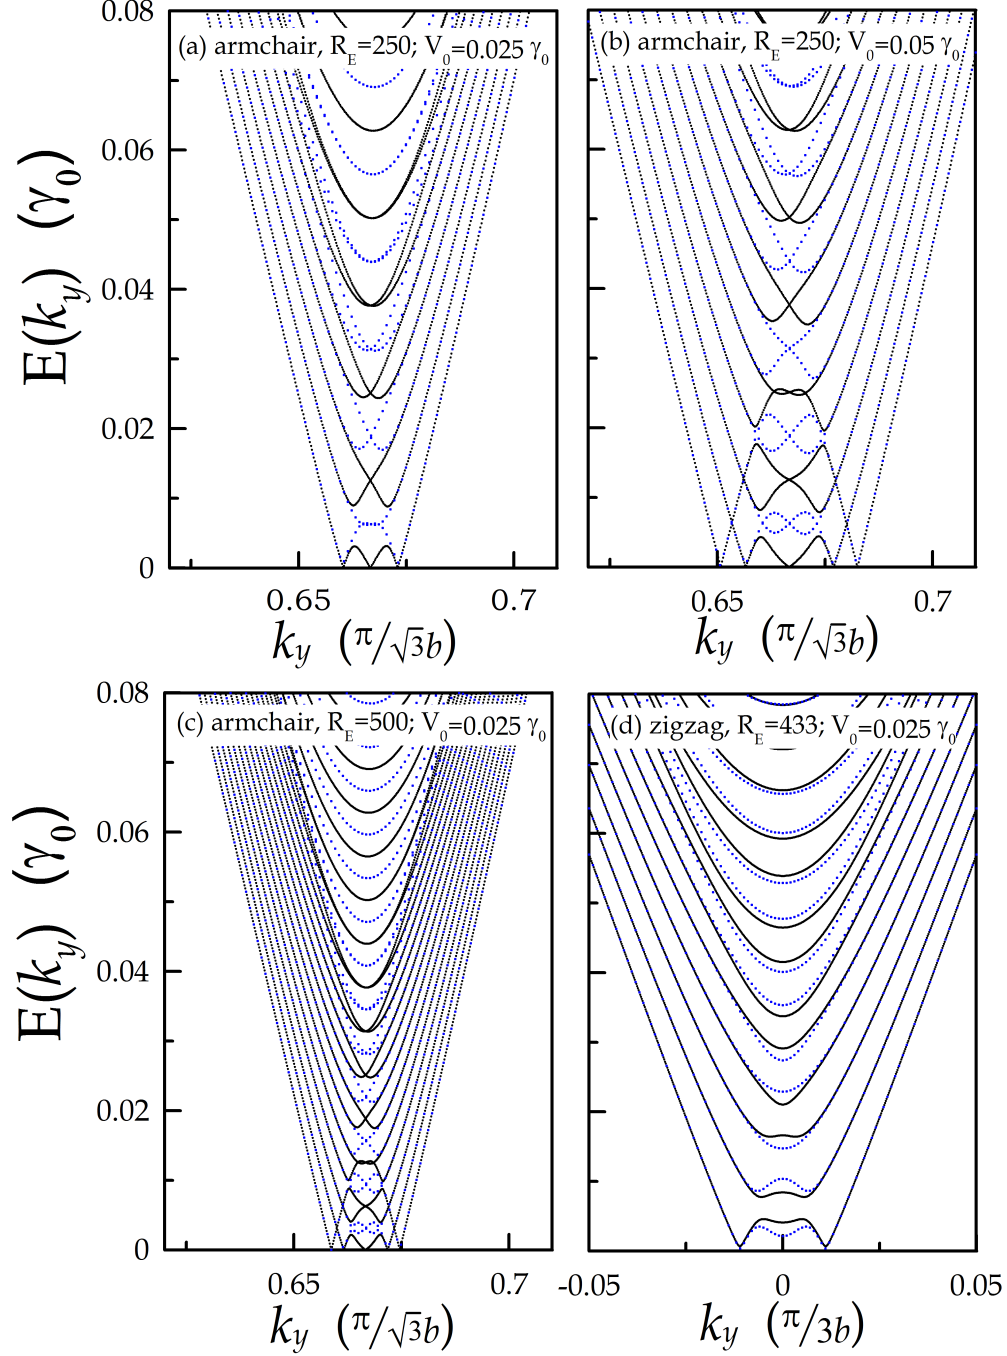 0.08
0.06
0.04
0.02
0
E(k_y) (γ_0)
(a) armchair, R_E=250; V_0=0.025 γ_0
0.65 0.7
k_y (π/√3b)
(b) armchair, R_E=250; V_0=0.05 γ_0
0.65 0.7
k_y (π/√3b)
0.08
0.06
0.04
0.02
0
E(k_y) (γ_0)
(c) armchair, R_E=500; V_0=0.025 γ_0
0.65 0.7
k_y (π/√3b)
(d) zigzag, R_E=433; V_0=0.025 γ_0
-0.05 0 0.05
k_y (π/3b)